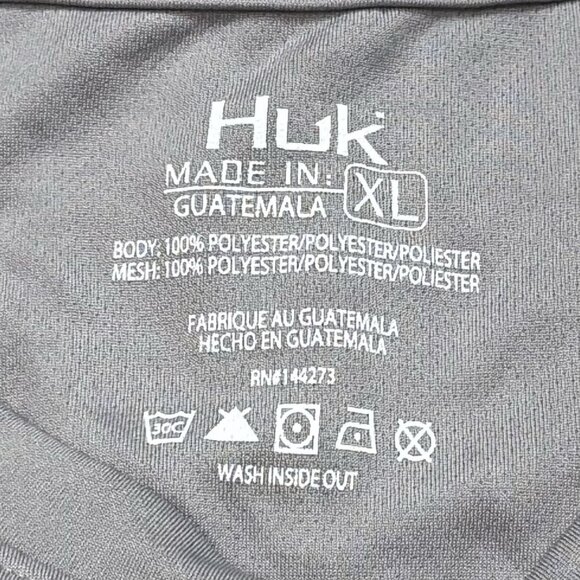 Huk
MADE IN:
GUATEMALA
XL
BODY: 100% POLYESTER/POLYESTER/POLIESTER
MESH: 100% POLYESTER/POLYESTER/POLIESTER
FABRIQUE AU GUATEMALA
HECHO EN GUATEMALA
RN#144273
30C
WASH INSIDE OUT